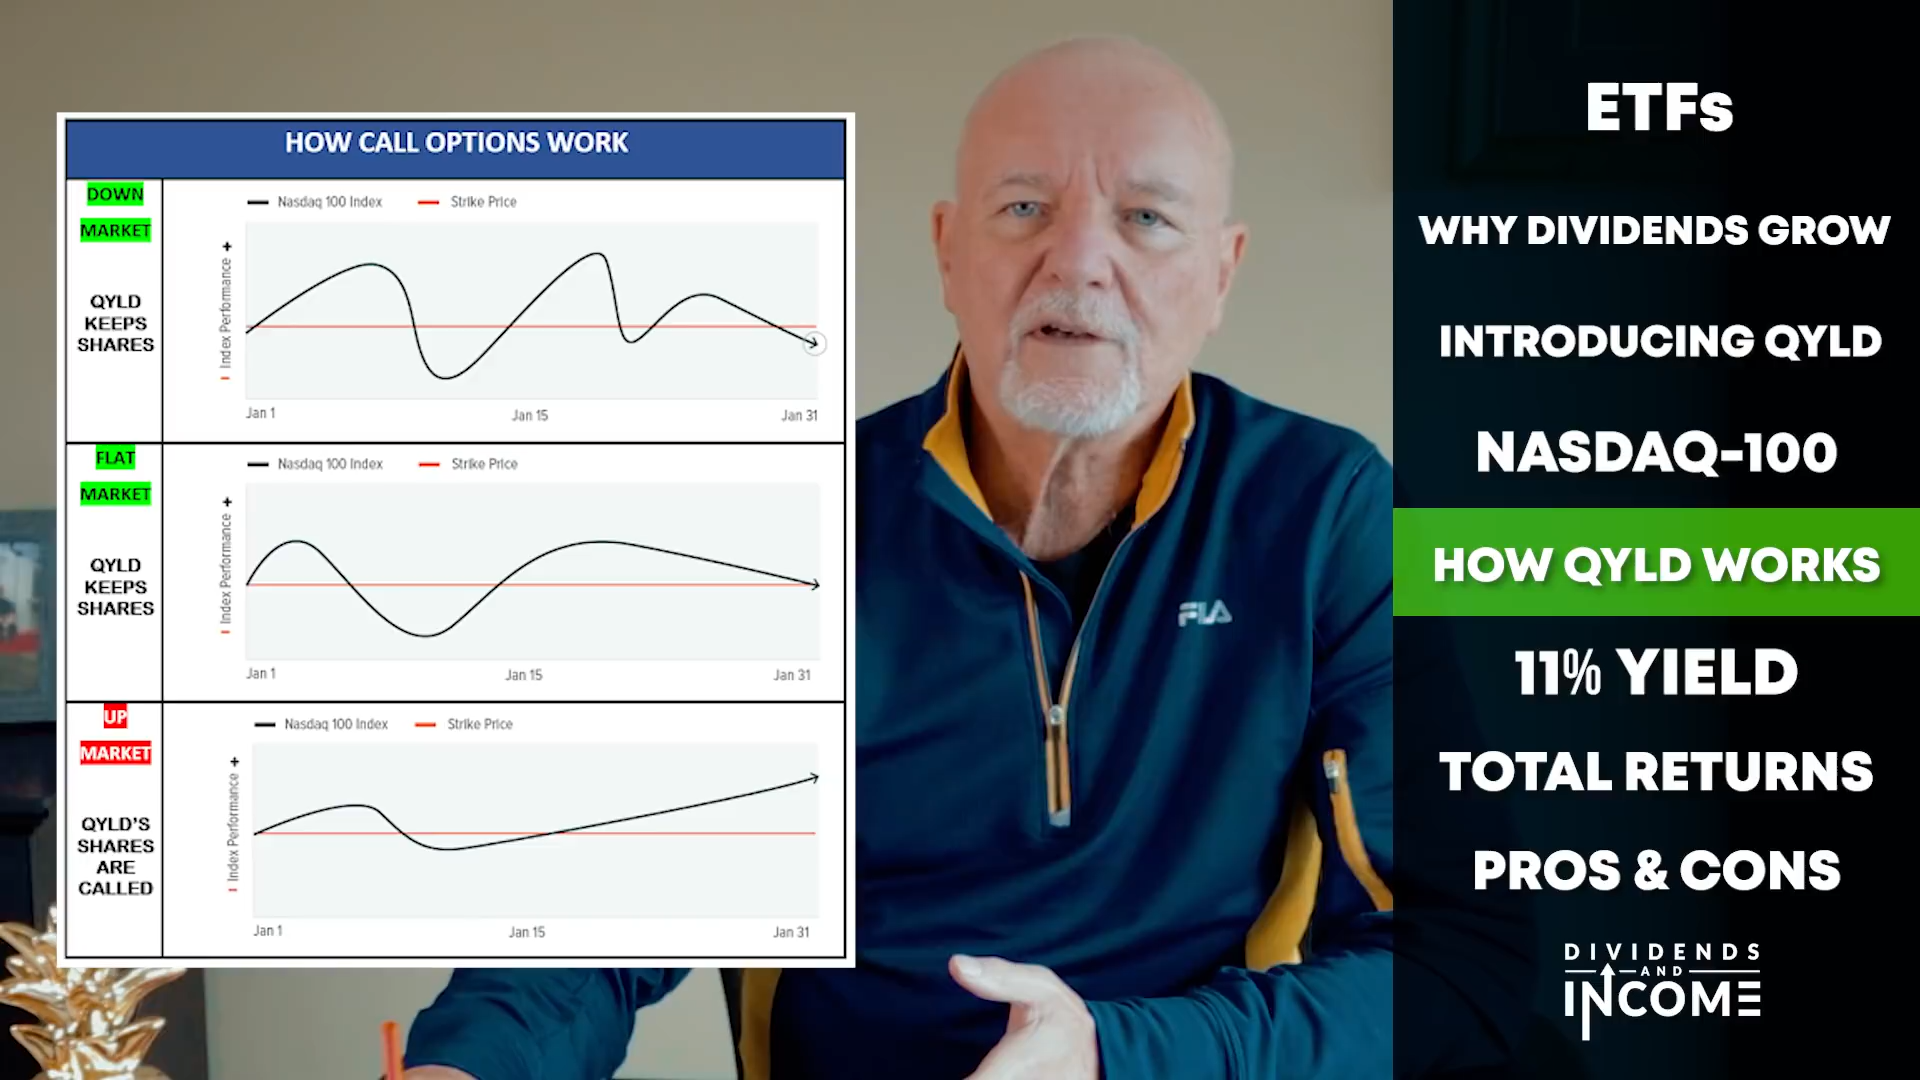 HOW CALL OPTIONS WORK
DOWN
MARKET
QYLD
KEEPS
SHARES
Nasdaq 100 Index
Strike Price
- Index Performance +
Jan 1
Jan 15
Jan 31
FLAT
MARKET
QYLD
KEEPS
SHARES
Nasdaq 100 Index
Strike Price
- Index Performance +
Jan 1
Jan 15
Jan 31
UP
MARKET
QYLD'S
SHARES
ARE
CALLED
Nasdaq 100 Index
Strike Price
- Index Performance +
Jan 1
Jan 15
Jan 31
FILA
ETFs
WHY DIVIDENDS GROW
INTRODUCING QYLD
NASDAQ-100
HOW QYLD WORKS
11% YIELD
TOTAL RETURNS
PROS & CONS
DIVIDENDS
AND
INCOME